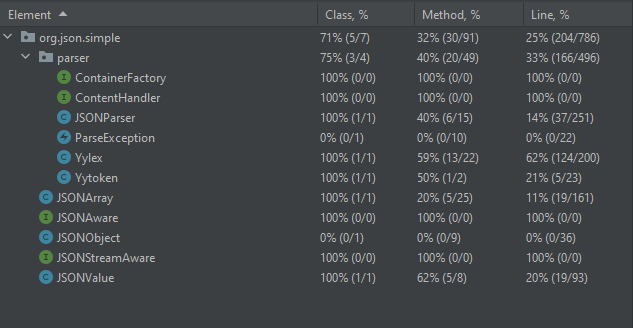 Element Class, % Method, % Line, %
org.json.simple 71% (5/7) 32% (30/91) 25% (204/786)
parser 75% (3/4) 40% (20/49) 33% (166/496)
ContainerFactory 100% (0/0) 100% (0/0) 100% (0/0)
ContentHandler 100% (0/0) 100% (0/0) 100% (0/0)
JSONParser 100% (1/1) 40% (6/15) 14% (37/251)
ParseException 0% (0/1) 0% (0/10) 0% (0/22)
Yylex 100% (1/1) 59% (13/22) 62% (124/200)
Yytoken 100% (1/1) 50% (1/2) 21% (5/23)
JSONArray 100% (1/1) 20% (5/25) 11% (19/161)
JSONAware 100% (0/0) 100% (0/0) 100% (0/0)
JSONObject 0% (0/1) 0% (0/9) 0% (0/36)
JSONStreamAware 100% (0/0) 100% (0/0) 100% (0/0)
JSONValue 100% (1/1) 62% (5/8) 20% (19/93)